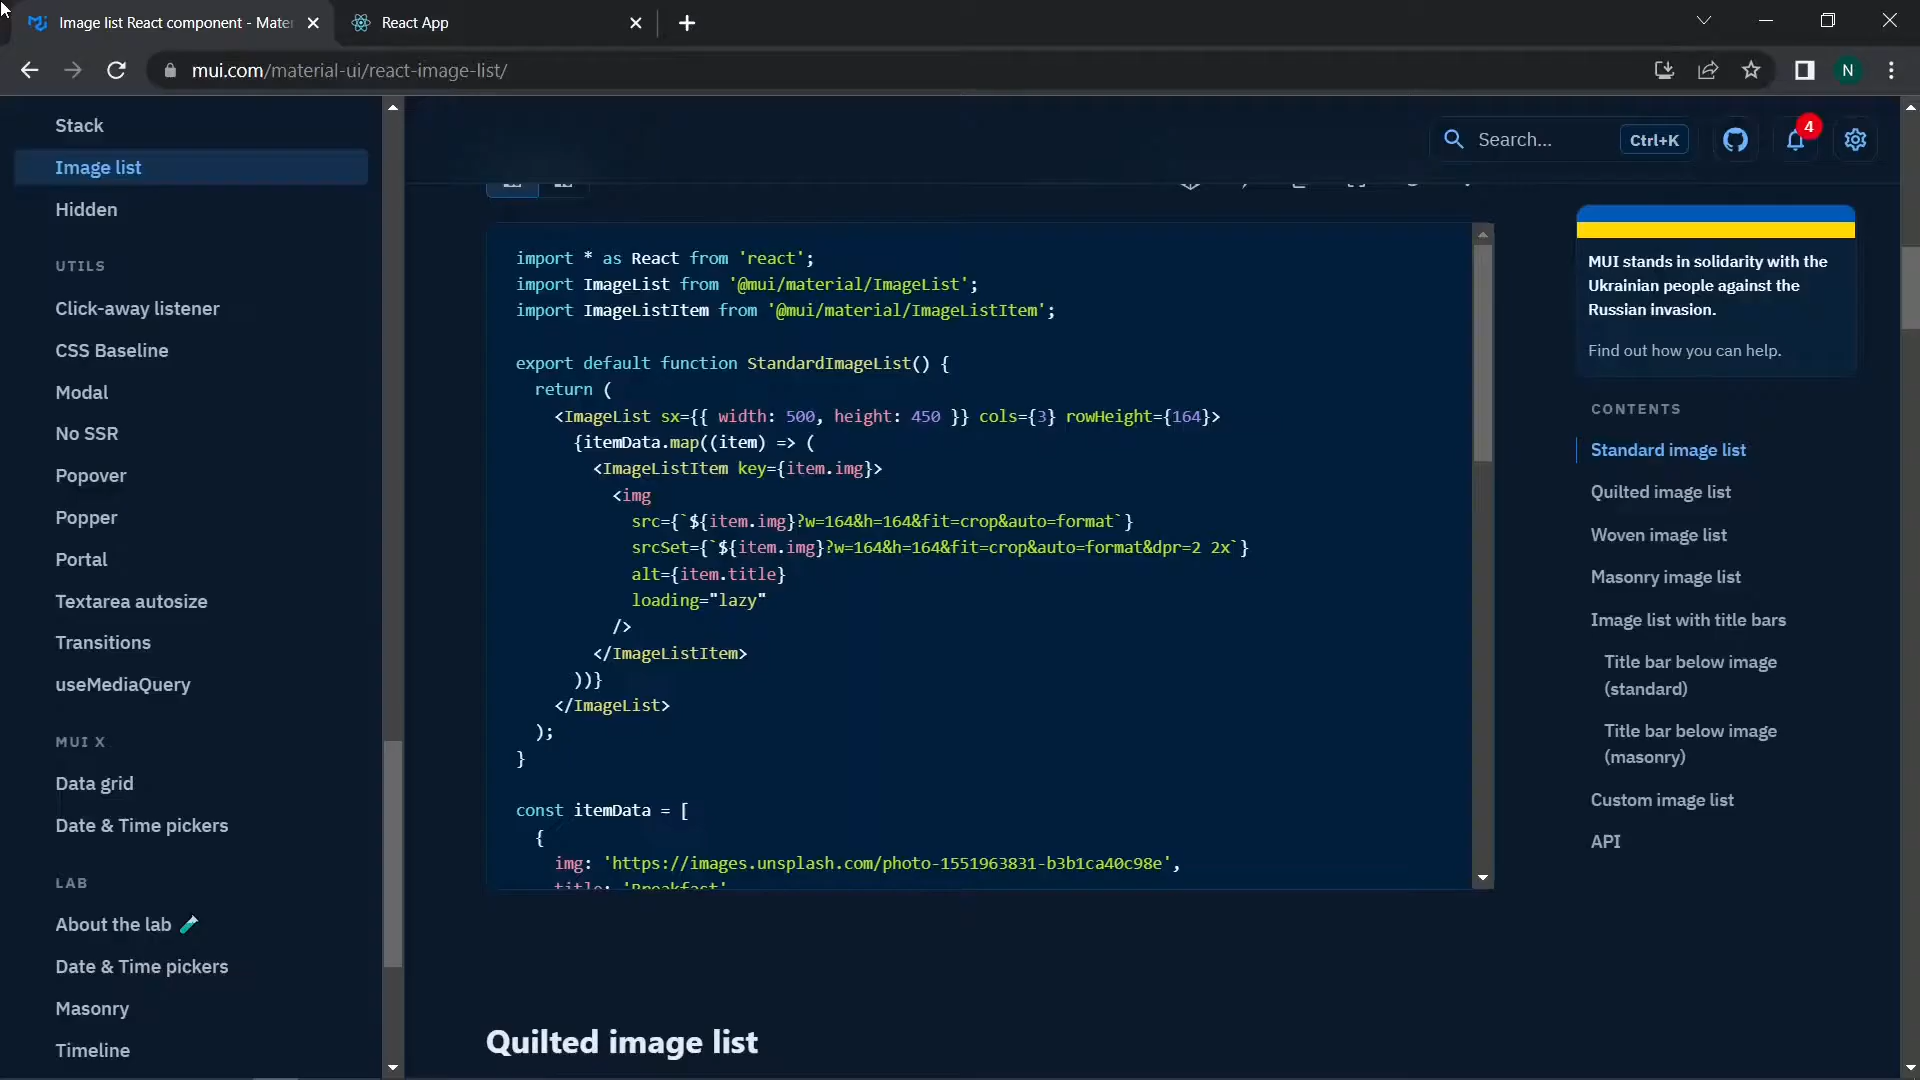 Image list React component - Mate
React App
mui.com/material-ui/react-image-list/
N
Stack
Image list
Hidden
UTILS
Click-away listener
CSS Baseline
Modal
No SSR
Popover
Popper
Portal
Textarea autosize
Transitions
useMediaQuery
MUI X
Data grid
Date & Time pickers
LAB
About the lab
Date & Time pickers
Masonry
Timeline
Search...
Ctrl+K
4
import * as React from 'react';
import ImageList from '@mui/material/ImageList';
import ImageListItem from '@mui/material/ImageListItem';
export default function StandardImageList() {
return (
<ImageList sx={{ width: 500, height: 450 }} cols={3} rowHeight={164}>
{itemData.map((item) => (
<ImageListItem key={item.img}>
<img
src={`${item.img}?w=164&h=164&fit=crop&auto=format`}
srcSet={`${item.img}?w=164&h=164&fit=crop&auto=format&dpr=2 2x`}
alt={item.title}
loading="lazy"
/>
</ImageListItem>
))}
</ImageList>
);
}
const itemData = [
{
img: 'https://images.unsplash.com/photo-1551963831-b3b1ca40c98e',
title: 'Breakfast'
Quilted image list
MUI stands in solidarity with the
Ukrainian people against the
Russian invasion.
Find out how you can help.
CONTENTS
Standard image list
Quilted image list
Woven image list
Masonry image list
Image list with title bars
Title bar below image
(standard)
Title bar below image
(masonry)
Custom image list
API